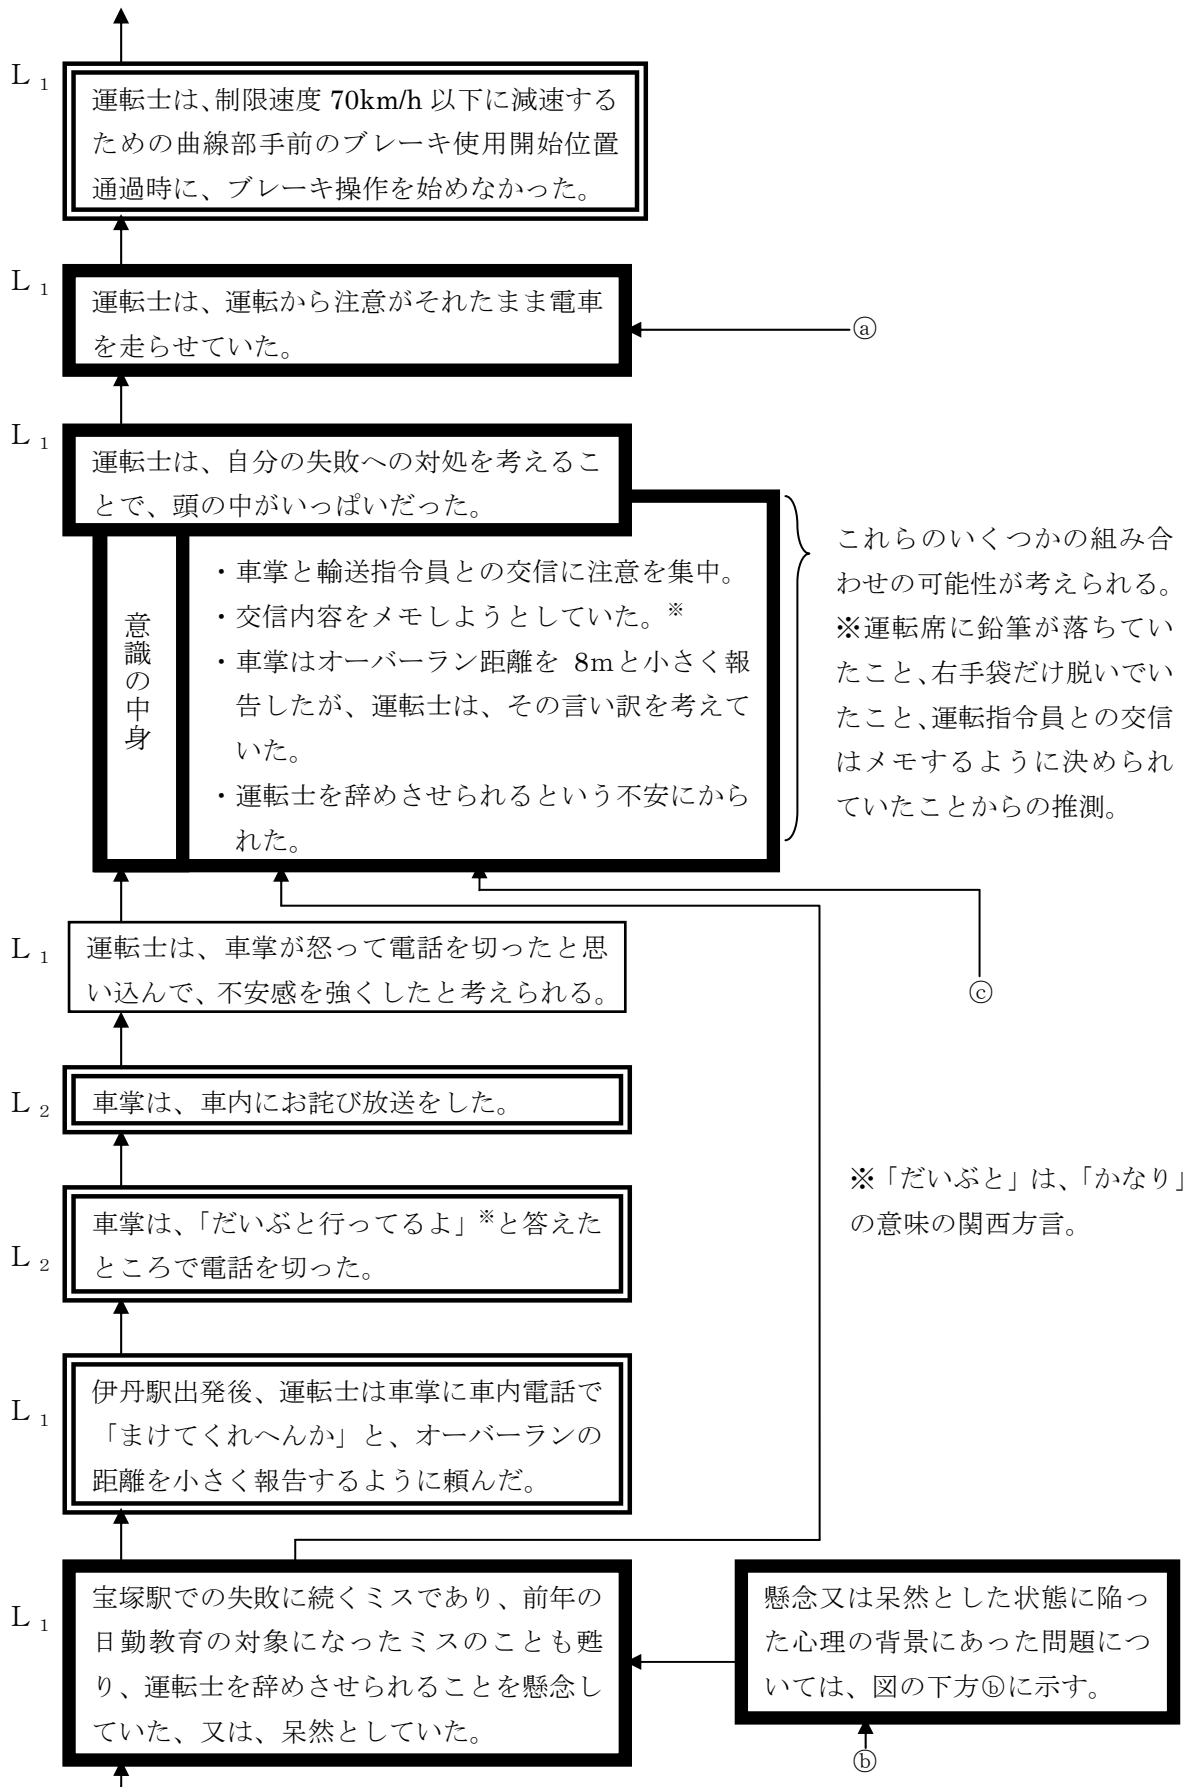 L₁
運転士は、制限速度 70km/h 以下に減速する
ための曲線部手前のブレーキ使用開始位置
通過時に、ブレーキ操作を始めなかった。
L₁
運転士は、運転から注意がそれたまま電車
を走らせていた。
ⓐ
L₁
運転士は、自分の失敗への対処を考えるこ
とで、頭の中がいっぱいだった。
意識の中身
・車掌と輸送指令員との交信に注意を集中。
・交信内容をメモしようとしていた。※
・車掌はオーバーラン距離を 8mと小さく報
告したが、運転士は、その言い訳を考えて
いた。
・運転士を辞めさせられるという不安にから
れた。
これらのいくつかの組み合
わせの可能性が考えられる。
※運転席に鉛筆が落ちてい
たこと、右手袋だけ脱いでい
たこと、運転指令員との交信
はメモするように決められ
ていたことからの推測。
L₁
運転士は、車掌が怒って電話を切ったと思
い込んで、不安感を強くしたと考えられる。
ⓒ
L₂
車掌は、車内にお詫び放送をした。
L₂
車掌は、「だいぶと行ってるよ」※と答えた
ところで電話を切った。
※「だいぶと」は、「かなり」
の意味の関西方言。
L₁
伊丹駅出発後、運転士は車掌に車内電話で
「まけてくれへんか」と、オーバーランの
距離を小さく報告するように頼んだ。
L₁
宝塚駅での失敗に続くミスであり、前年の
日勤教育の対象になったミスのことも甦
り、運転士を辞めさせられることを懸念し
ていた、又は、呆然としていた。
懸念又は呆然とした状態に陥っ
た心理の背景にあった問題につ
いては、図の下方ⓑに示す。
ⓑ